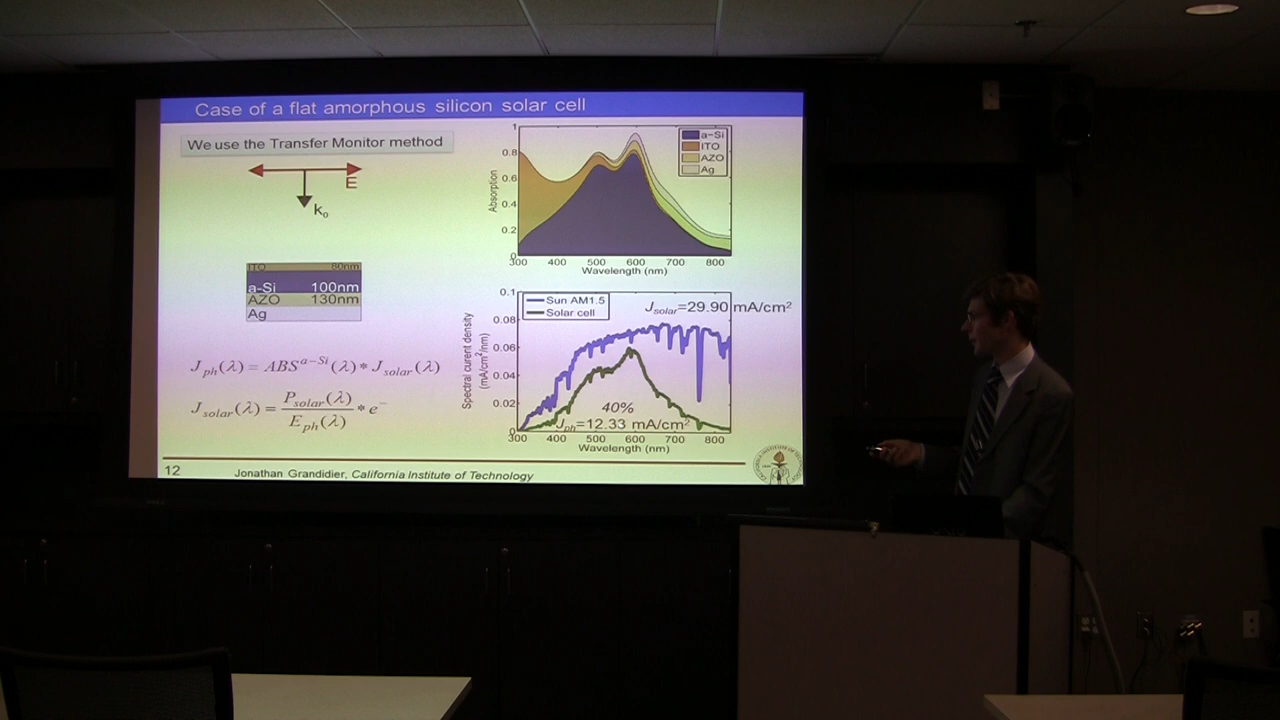 Case of a flat amorphous silicon solar cell
We use the Transfer Monitor method
E
k₀
ITO 80nm
a-Si 100nm
AZO 130nm
Ag
J_ph(λ) = ABS^a-Si(λ) * J_solar(λ)
J_solar(λ) = P_solar(λ) / E_ph(λ) * e⁻
1
0.8
0.6
0.4
0.2
0
Absorption
a-Si
ITO
AZO
Ag
300 400 500 600 700 800
Wavelength (nm)
0.1
0.08
0.06
0.04
0.02
0
Spectral curent density
(mA/cm²/nm)
Sun AM1.5
Solar cell
J_solar=29.90 mA/cm²
40%
J_ph=12.33 mA/cm²
300 400 500 600 700 800
Wavelength (nm)
12 Jonathan Grandidier, California Institute of Technology